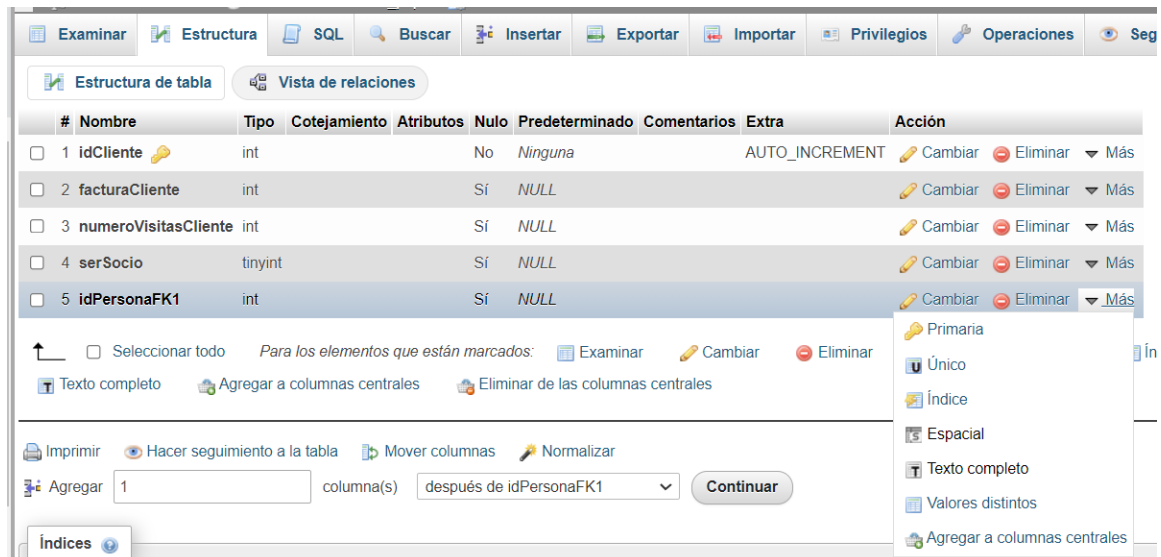 Examinar Estructura SQL Buscar Insertar Exportar Importar Privilegios Operaciones Seg
Estructura de tabla Vista de relaciones
# Nombre Tipo Cotejamiento Atributos Nulo Predeterminado Comentarios Extra Acción
1 idCliente int No Ninguna AUTO_INCREMENT Cambiar Eliminar Más
2 facturaCliente int Sí NULL Cambiar Eliminar Más
3 numeroVisitasCliente int Sí NULL Cambiar Eliminar Más
4 serSocio tinyint Sí NULL Cambiar Eliminar Más
5 idPersonaFK1 int Sí NULL Cambiar Eliminar Más
Primaria
Seleccionar todo Para los elementos que están marcados: Examinar Cambiar Eliminar Ín
Único
Texto completo Agregar a columnas centrales Eliminar de las columnas centrales
Índice
Espacial
Imprimir Hacer seguimiento a la tabla Mover columnas Normalizar
Texto completo
Agregar 1 columna(s) después de idPersonaFK1 Continuar
Valores distintos
Agregar a columnas centrales
Índices